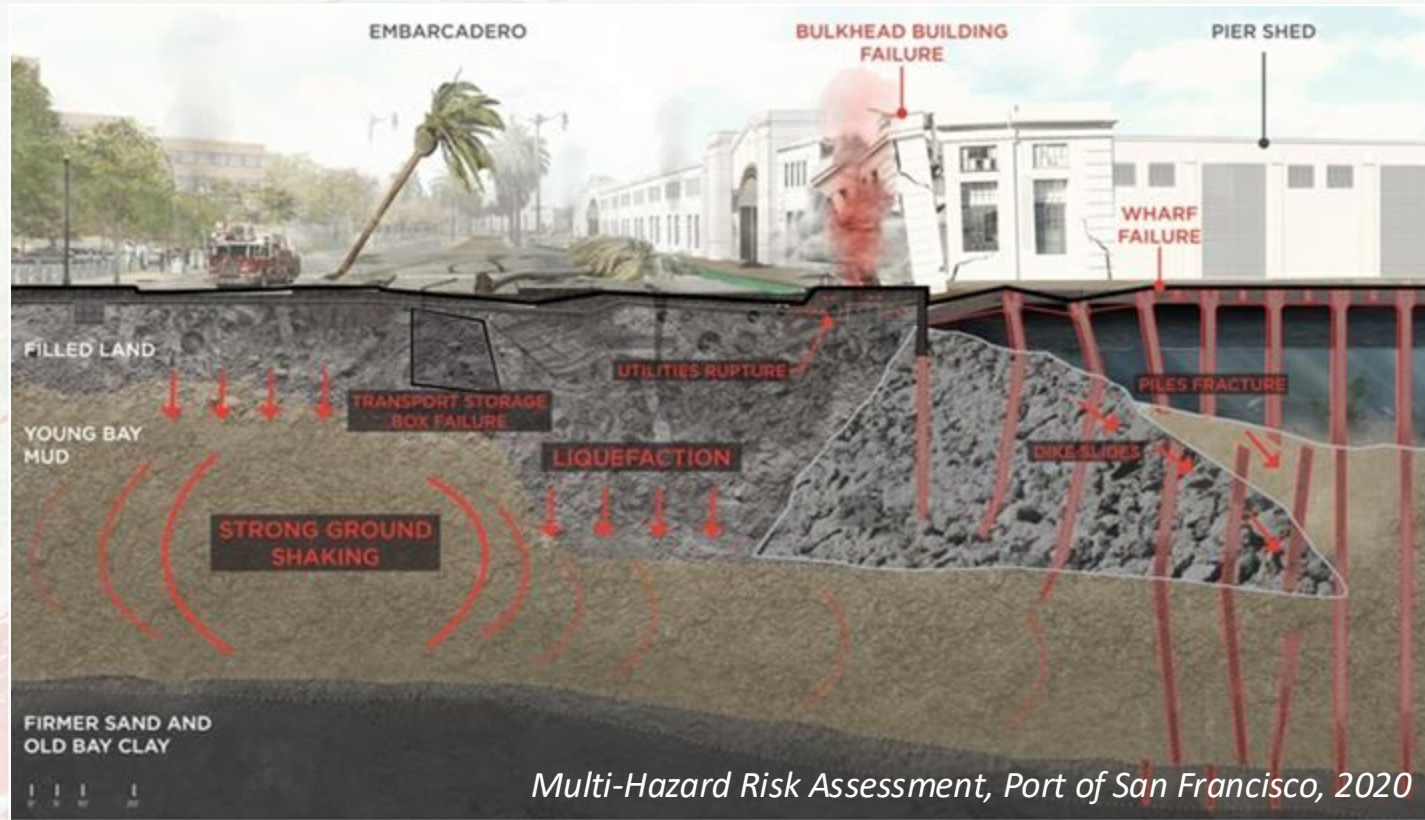 EMBARCADERO
BULKHEAD BUILDING
FAILURE
PIER SHED
WHARF
FAILURE
FILLED LAND
UTILITIES RUPTURE
PILES FRACTURE
TRANSPORT STORAGE
BOX FAILURE
YOUNG BAY
MUD
LIQUEFACTION
DIKE SLIDES
STRONG GROUND
SHAKING
FIRMER SAND AND
OLD BAY CLAY
Multi-Hazard Risk Assessment, Port of San Francisco, 2020